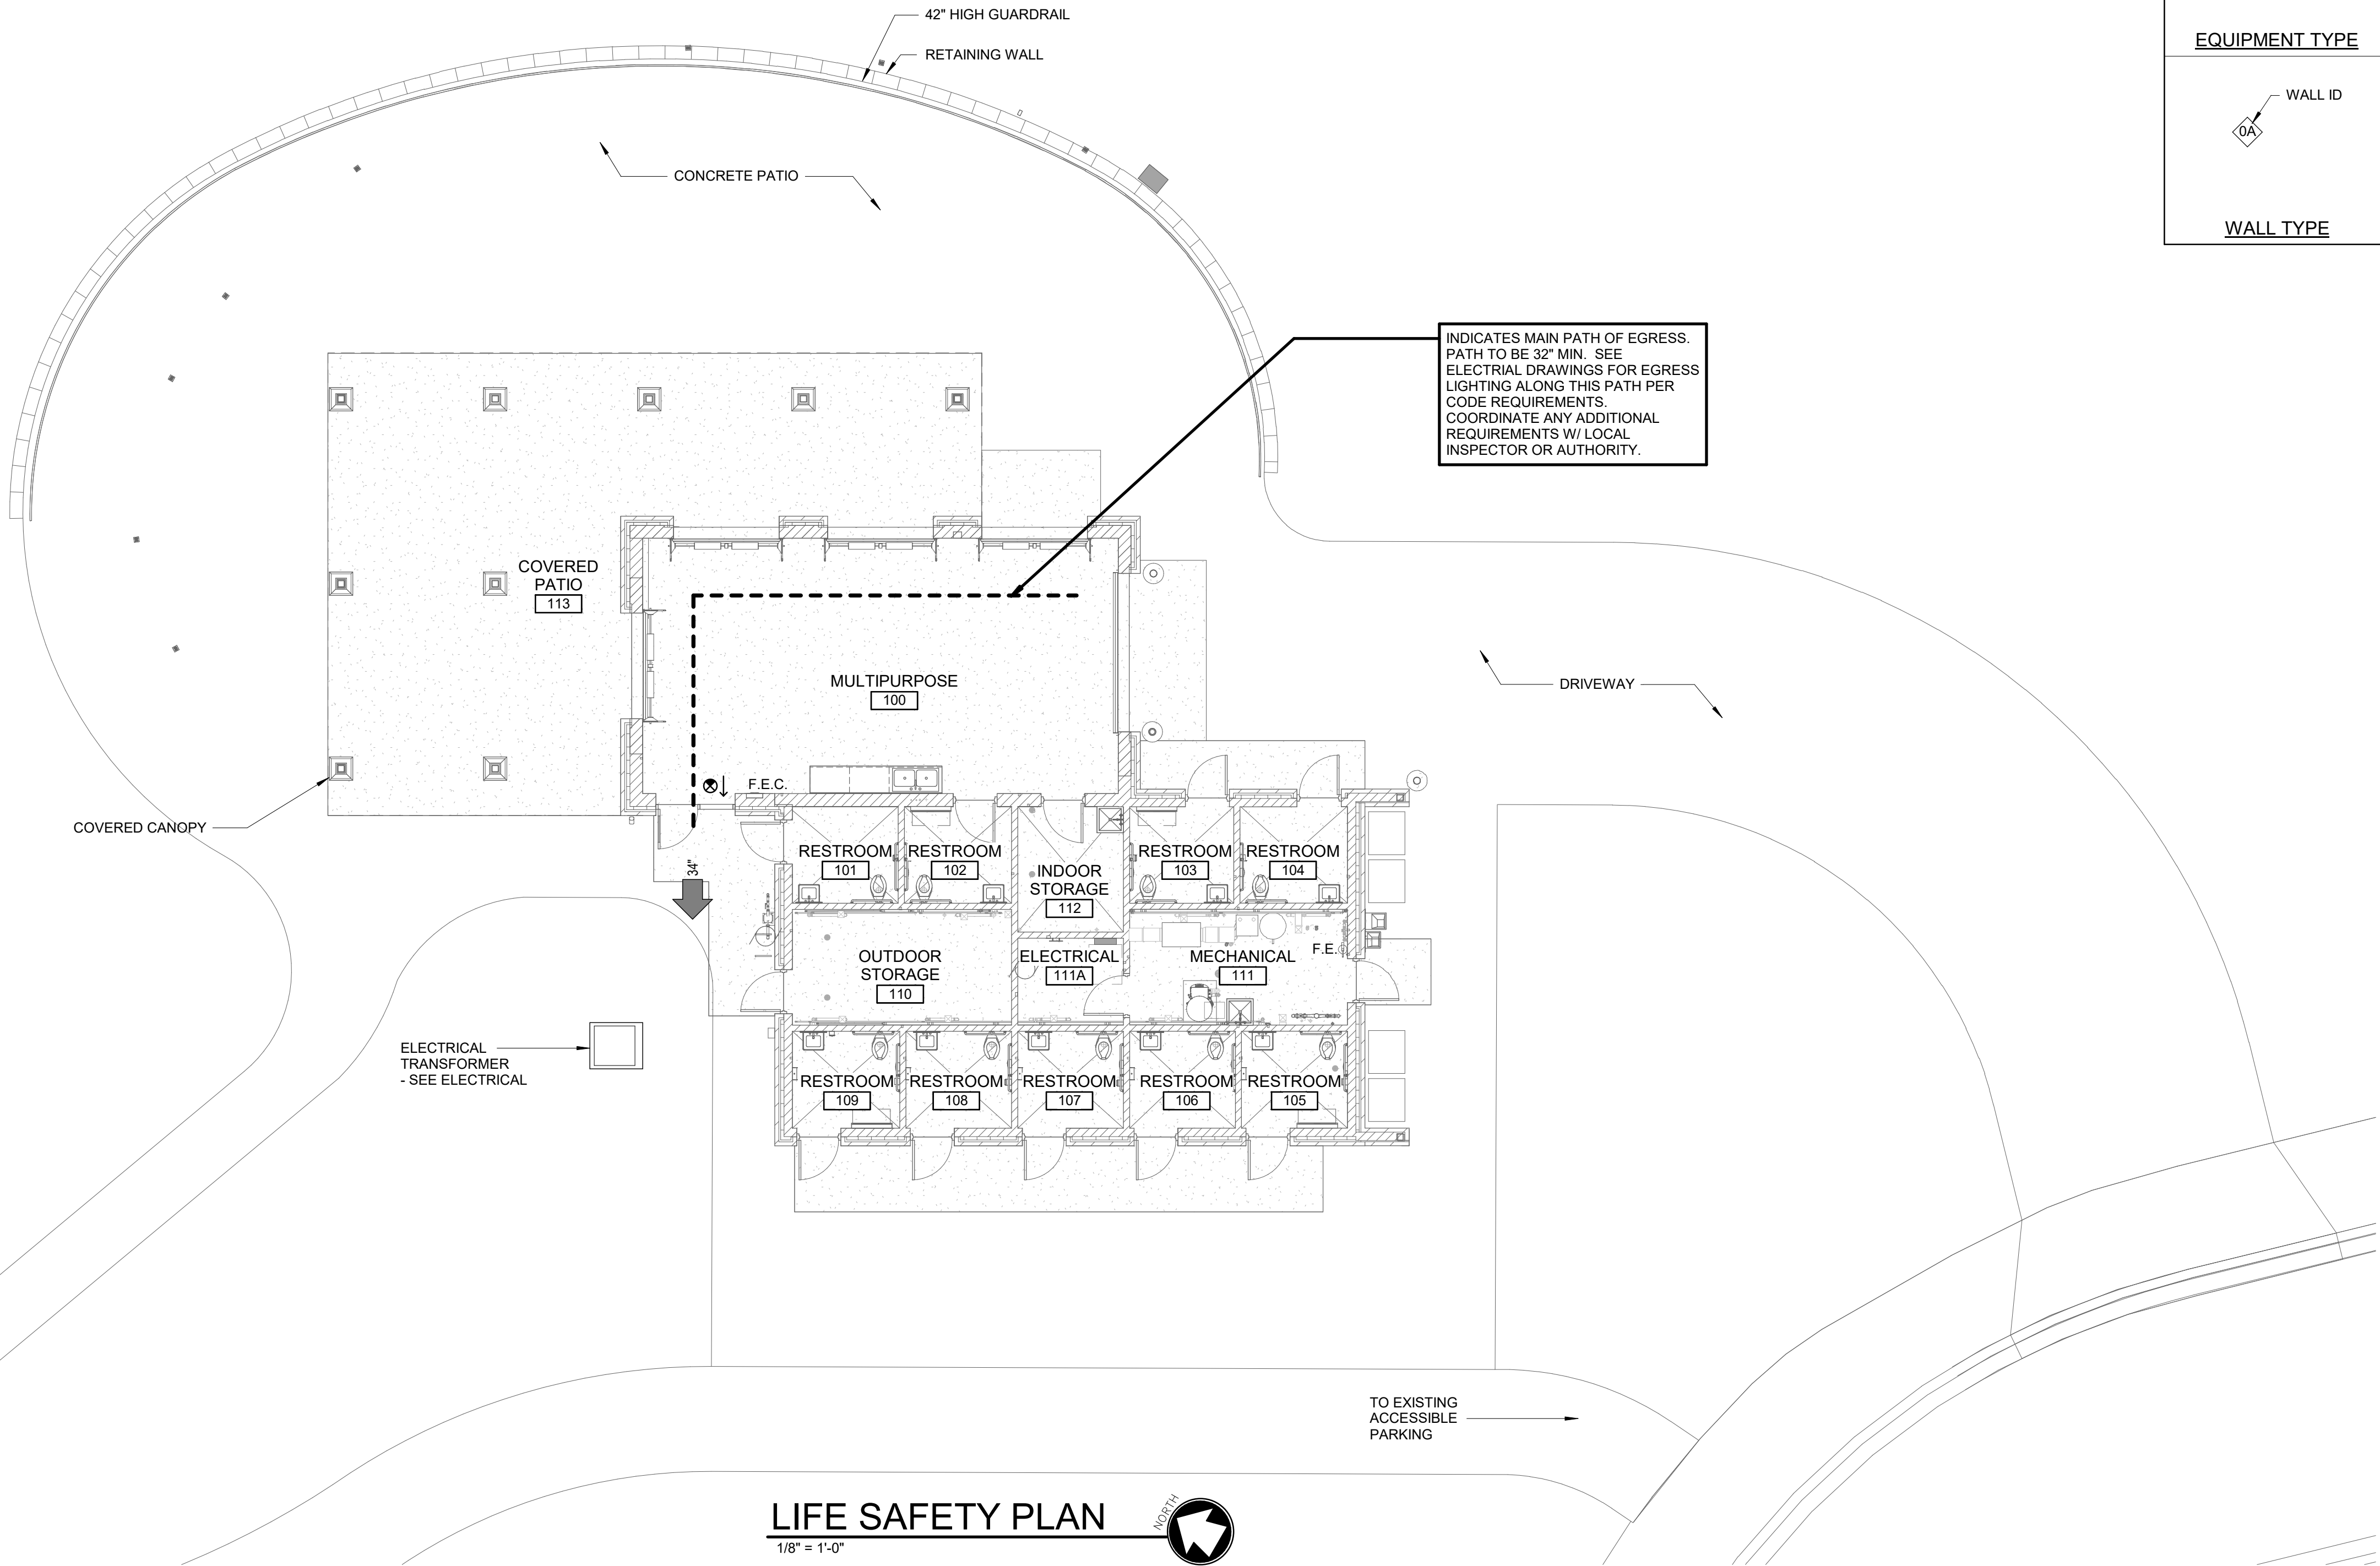 42" HIGH GUARDRAIL
RETAINING WALL
EQUIPMENT TYPE
WALL ID
0A
WALL TYPE
CONCRETE PATIO
INDICATES MAIN PATH OF EGRESS.
PATH TO BE 32" MIN. SEE
ELECTRIAL DRAWINGS FOR EGRESS
LIGHTING ALONG THIS PATH PER
CODE REQUIREMENTS.
COORDINATE ANY ADDITIONAL
REQUIREMENTS W/ LOCAL
INSPECTOR OR AUTHORITY.
COVERED
PATIO
113
MULTIPURPOSE
100
DRIVEWAY
F.E.C.
COVERED CANOPY
34"
RESTROOM
101
RESTROOM
102
INDOOR
STORAGE
112
RESTROOM
103
RESTROOM
104
OUTDOOR
STORAGE
110
ELECTRICAL
111A
MECHANICAL
111
F.E.
ELECTRICAL
TRANSFORMER
- SEE ELECTRICAL
RESTROOM
109
RESTROOM
108
RESTROOM
107
RESTROOM
106
RESTROOM
105
TO EXISTING
ACCESSIBLE
PARKING
LIFE SAFETY PLAN
1/8" = 1'-0"
NORTH